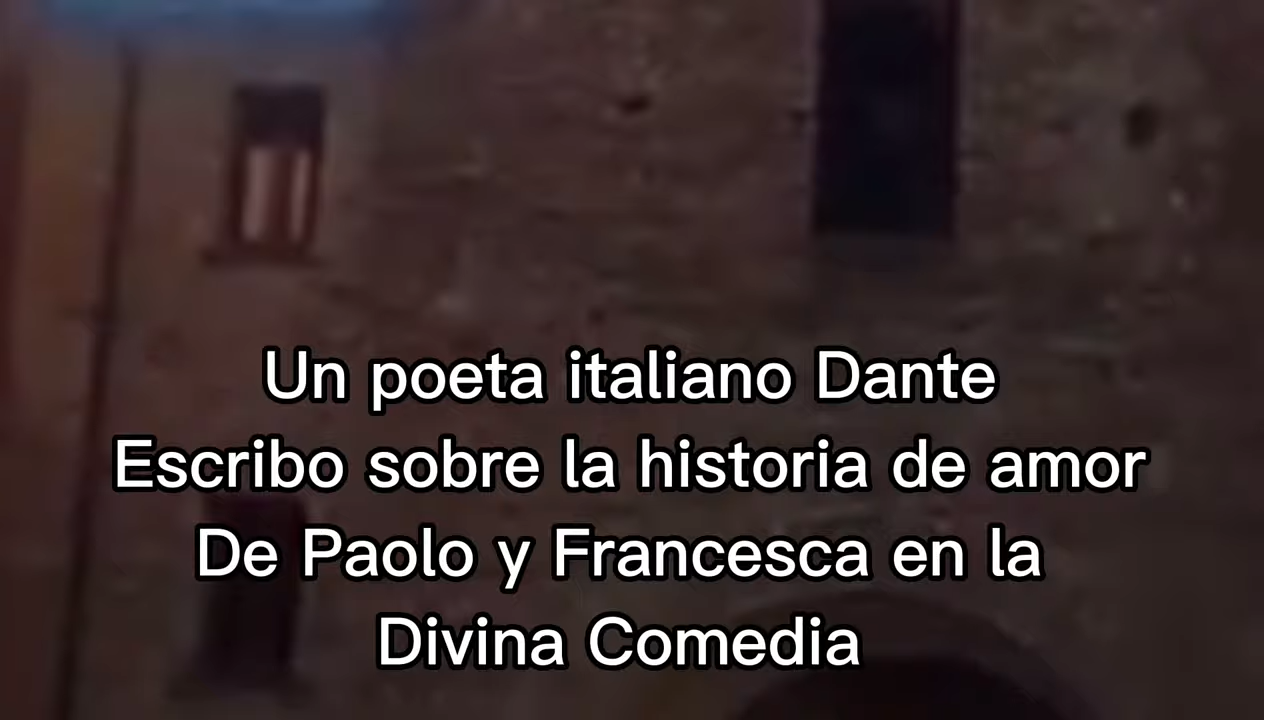 Un poeta italiano Dante
Escribo sobre la historia de amor
De Paolo y Francesca en la
Divina Comedia